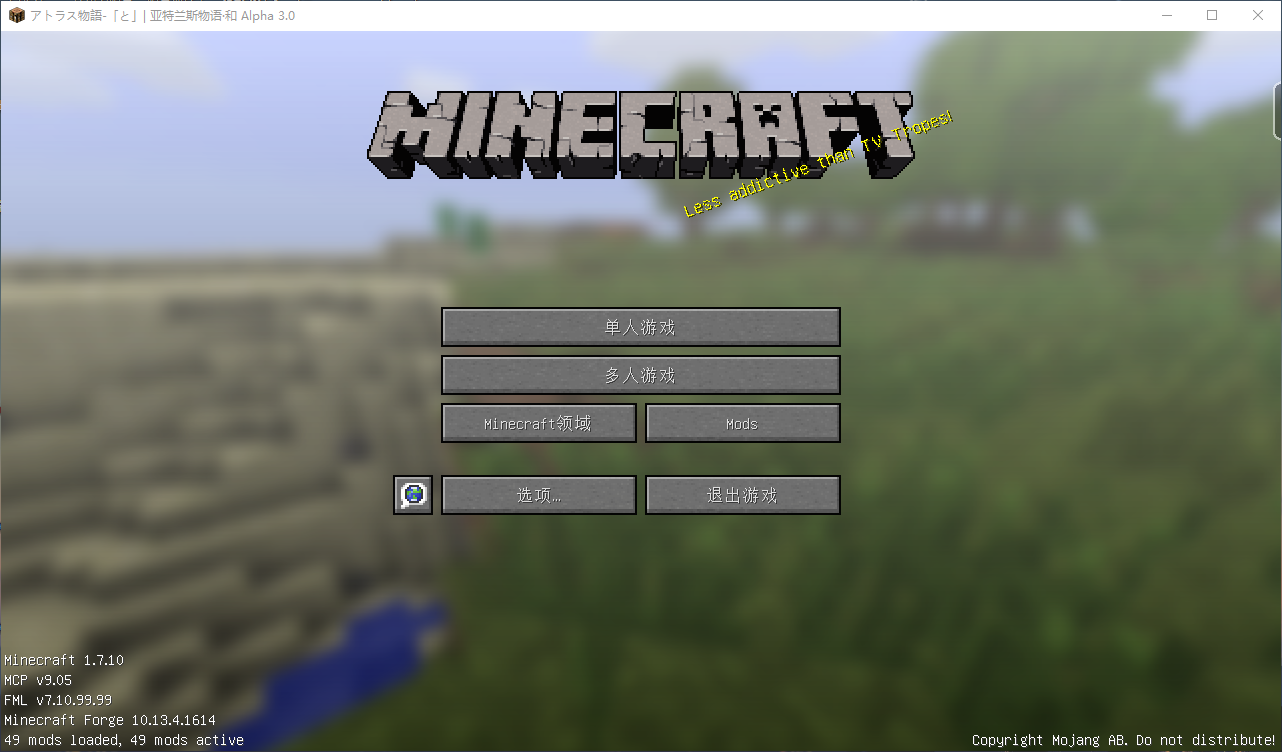 アトラス物語-「と」| 亚特兰斯物语·和 Alpha 3.0
MINECRAFT
Less addictive than TV Tropes!
单人游戏
多人游戏
Minecraft领域
Mods
选项…
退出游戏
Minecraft 1.7.10
MCP v9.05
FML v7.10.99.99
Minecraft Forge 10.13.4.1614
49 mods loaded, 49 mods active
Copyright Mojang AB. Do not distribute!